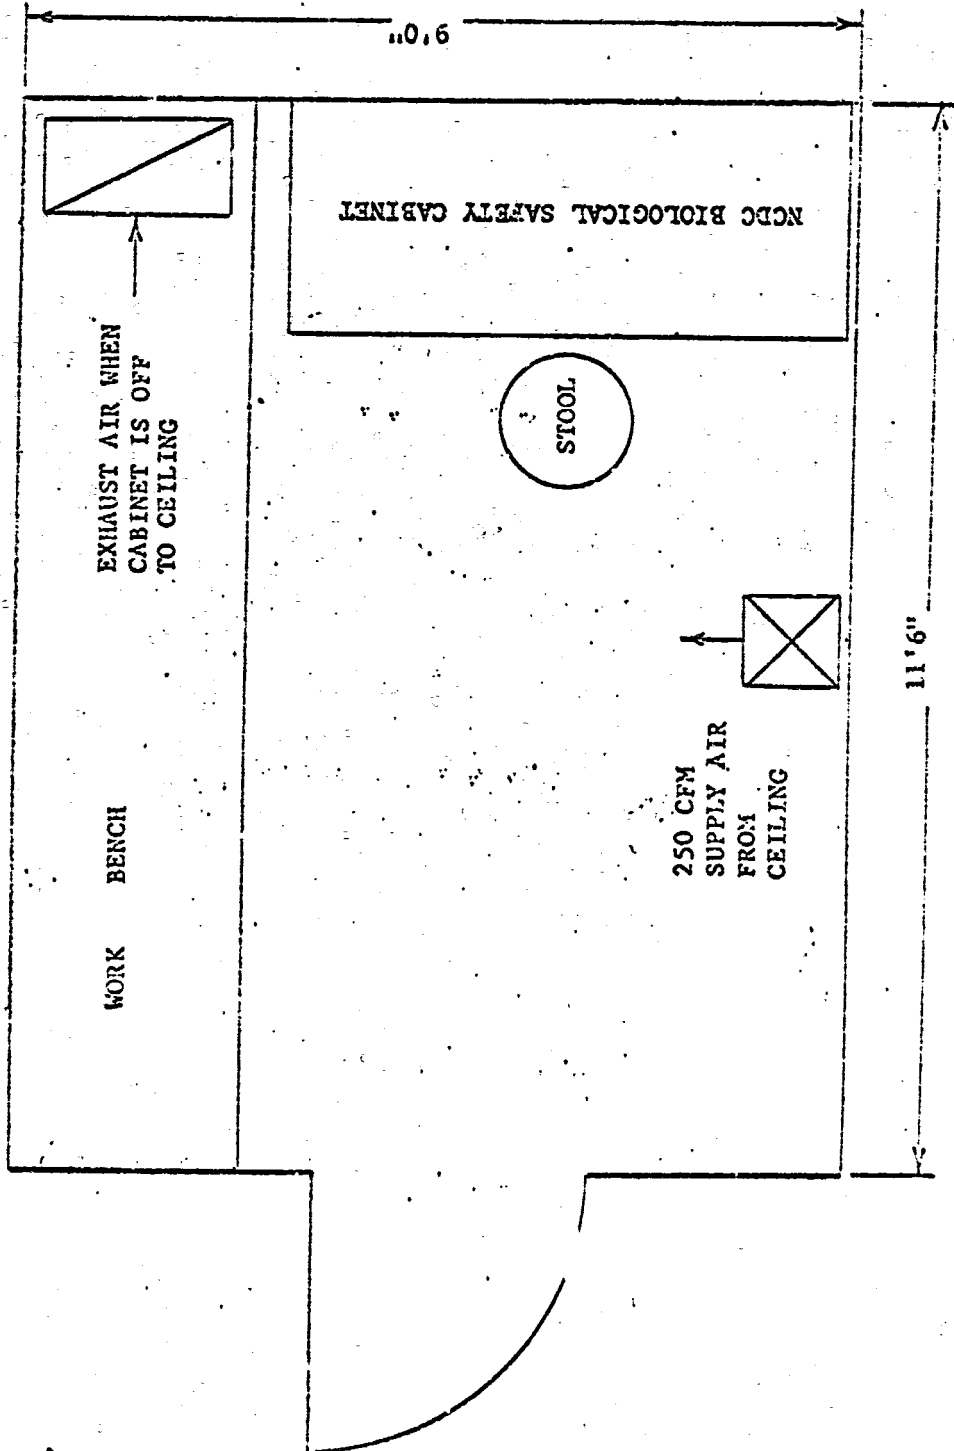 9'0"
NCDC BIOLOGICAL SAFETY CABINET
EXHAUST AIR WHEN
CABINET IS OFF
TO CEILING
STOOL
WORK BENCH
250 CFM
SUPPLY AIR
FROM
CEILING
11'6"